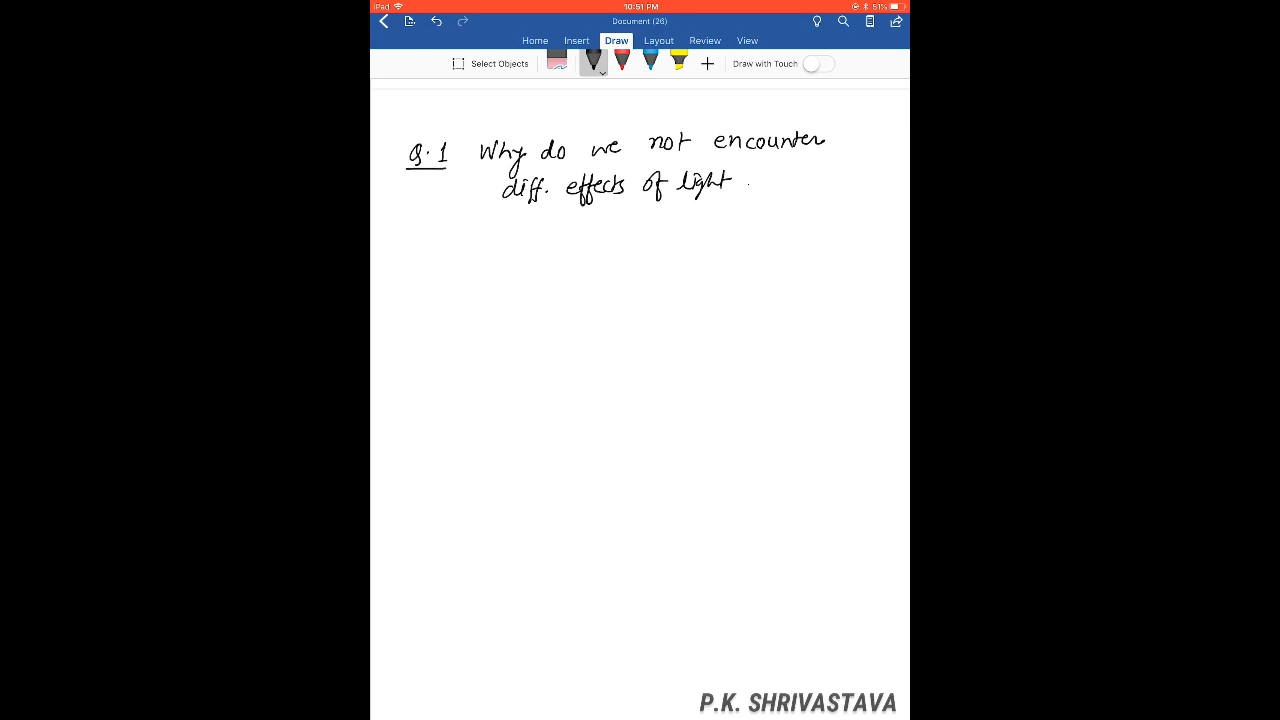 iPad 10:51 PM 51%
Document (26)
Home Insert Draw Layout Review View
Select Objects Draw with Touch
Q.1 Why do we not encounter
diff. effects of light .
P.K. SHRIVASTAVA